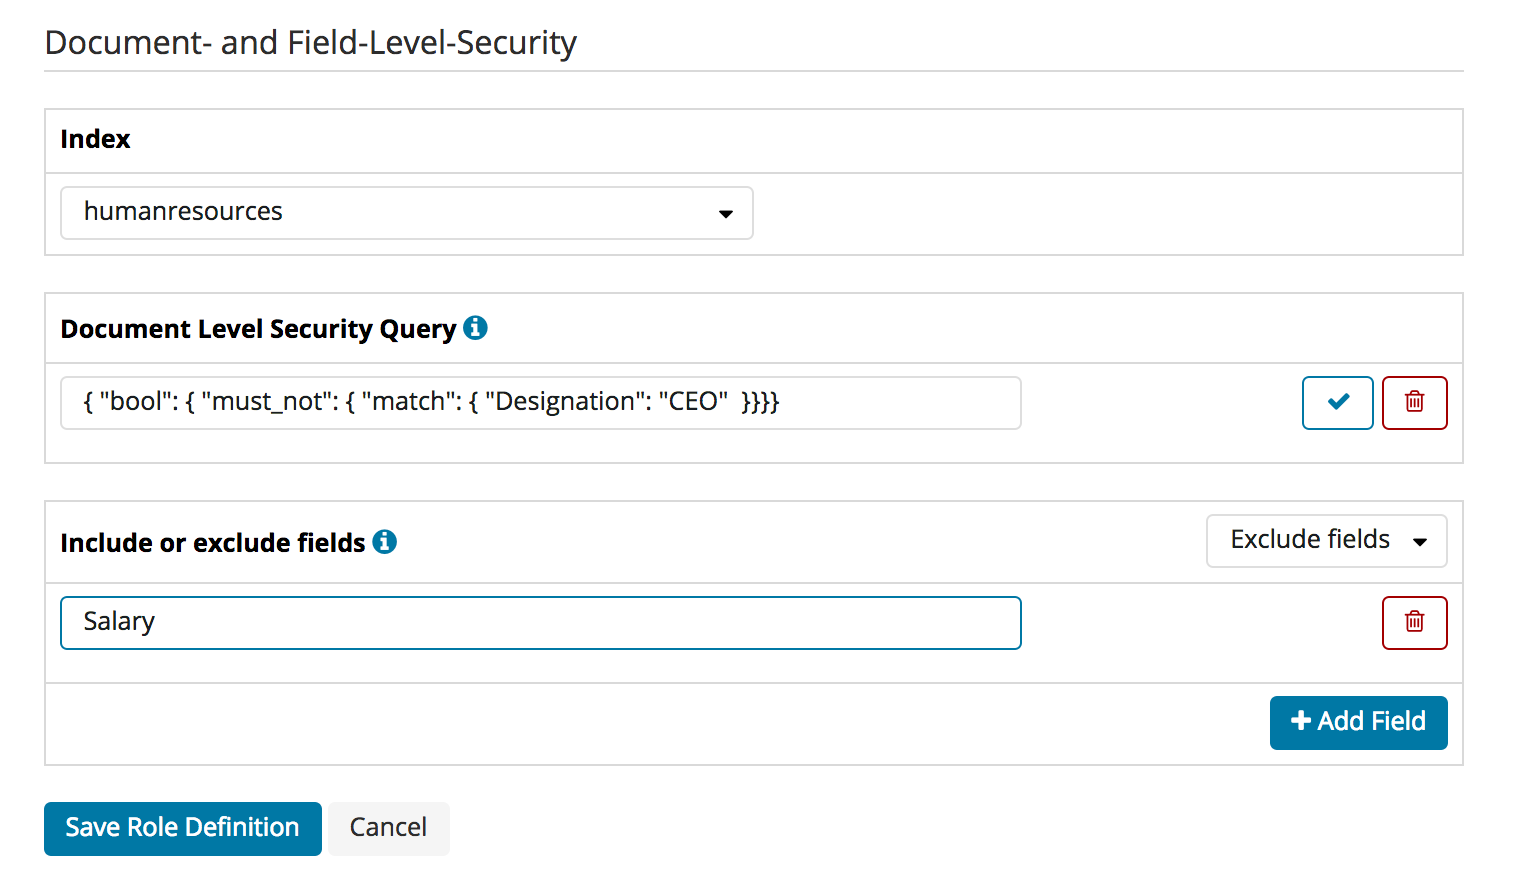 Document- and Field-Level-Security
Index
humanresources
Document Level Security Query
{ "bool": { "must_not": { "match": { "Designation": "CEO"  }}}}
Include or exclude fields
Exclude fields
Salary
Add Field
Save Role Definition
Cancel